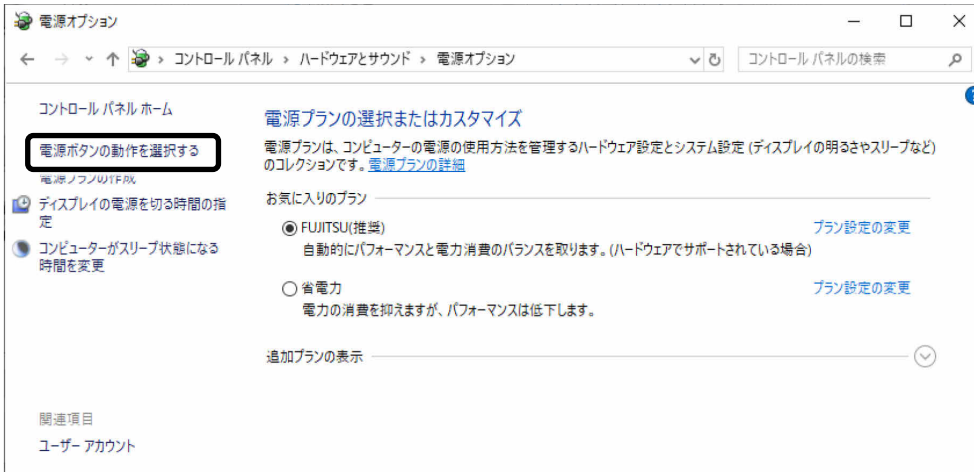 電源オプション
コントロール パネル › ハードウェアとサウンド › 電源オプション
コントロール パネルの検索
コントロール パネル ホーム
電源ボタンの動作を選択する
電源プランの作成
ディスプレイの電源を切る時間の指
定
コンピューターがスリープ状態になる
時間を変更
関連項目
ユーザー アカウント
電源プランの選択またはカスタマイズ
電源プランは、コンピューターの電源の使用方法を管理するハードウェア設定とシステム設定 (ディスプレイの明るさやスリープなど)
のコレクションです。電源プランの詳細
お気に入りのプラン
FUJITSU(推奨) プラン設定の変更
自動的にパフォーマンスと電力消費のバランスを取ります。(ハードウェアでサポートされている場合)
省電力 プラン設定の変更
電力の消費を抑えますが、パフォーマンスは低下します。
追加プランの表示